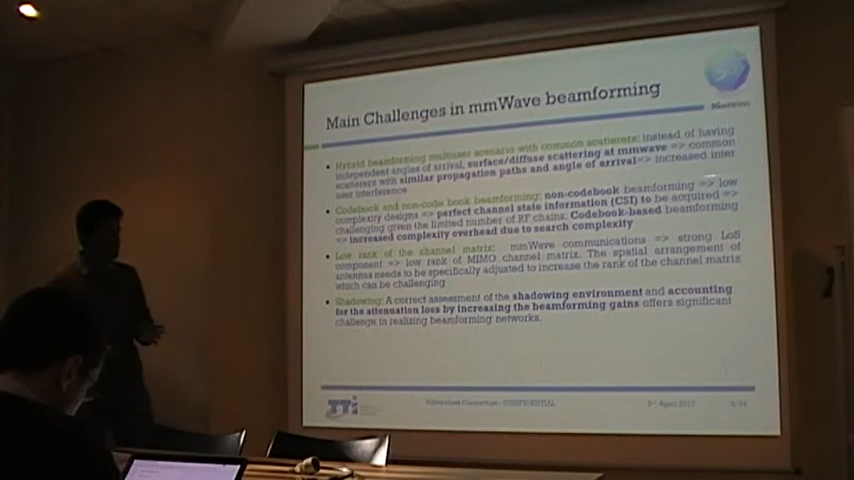 Main Challenges in mmWave beamforming
• Hybrid beamforming multiuser scenario with common scatterers: instead of having
independent angles of arrival, surface/diffuse scattering at mmwave => common
scatterers with similar propagation paths and angle of arrival=> increased inter
user interference
• Codebook and non-code book beamforming: non-codebook beamforming => low
complexity designs => perfect channel state information (CSI) to be acquired =>
challenging given the limited number of RF chains. Codebook-based beamforming
=> increased complexity overhead due to search complexity
• Low rank of the channel matrix: mmWave communications => strong LoS
component => low rank of MIMO channel matrix. The spatial arrangement of
antennas needs to be specifically adjusted to increase the rank of the channel matrix
which can be challenging
• Shadowing: A correct assesment of the shadowing environment and accounting
for the attenuation loss by increasing the beamforming gains offers significant
challenge in realizing beamforming networks.
TTi
Consortium - CONFIDENTIAL
April 2017